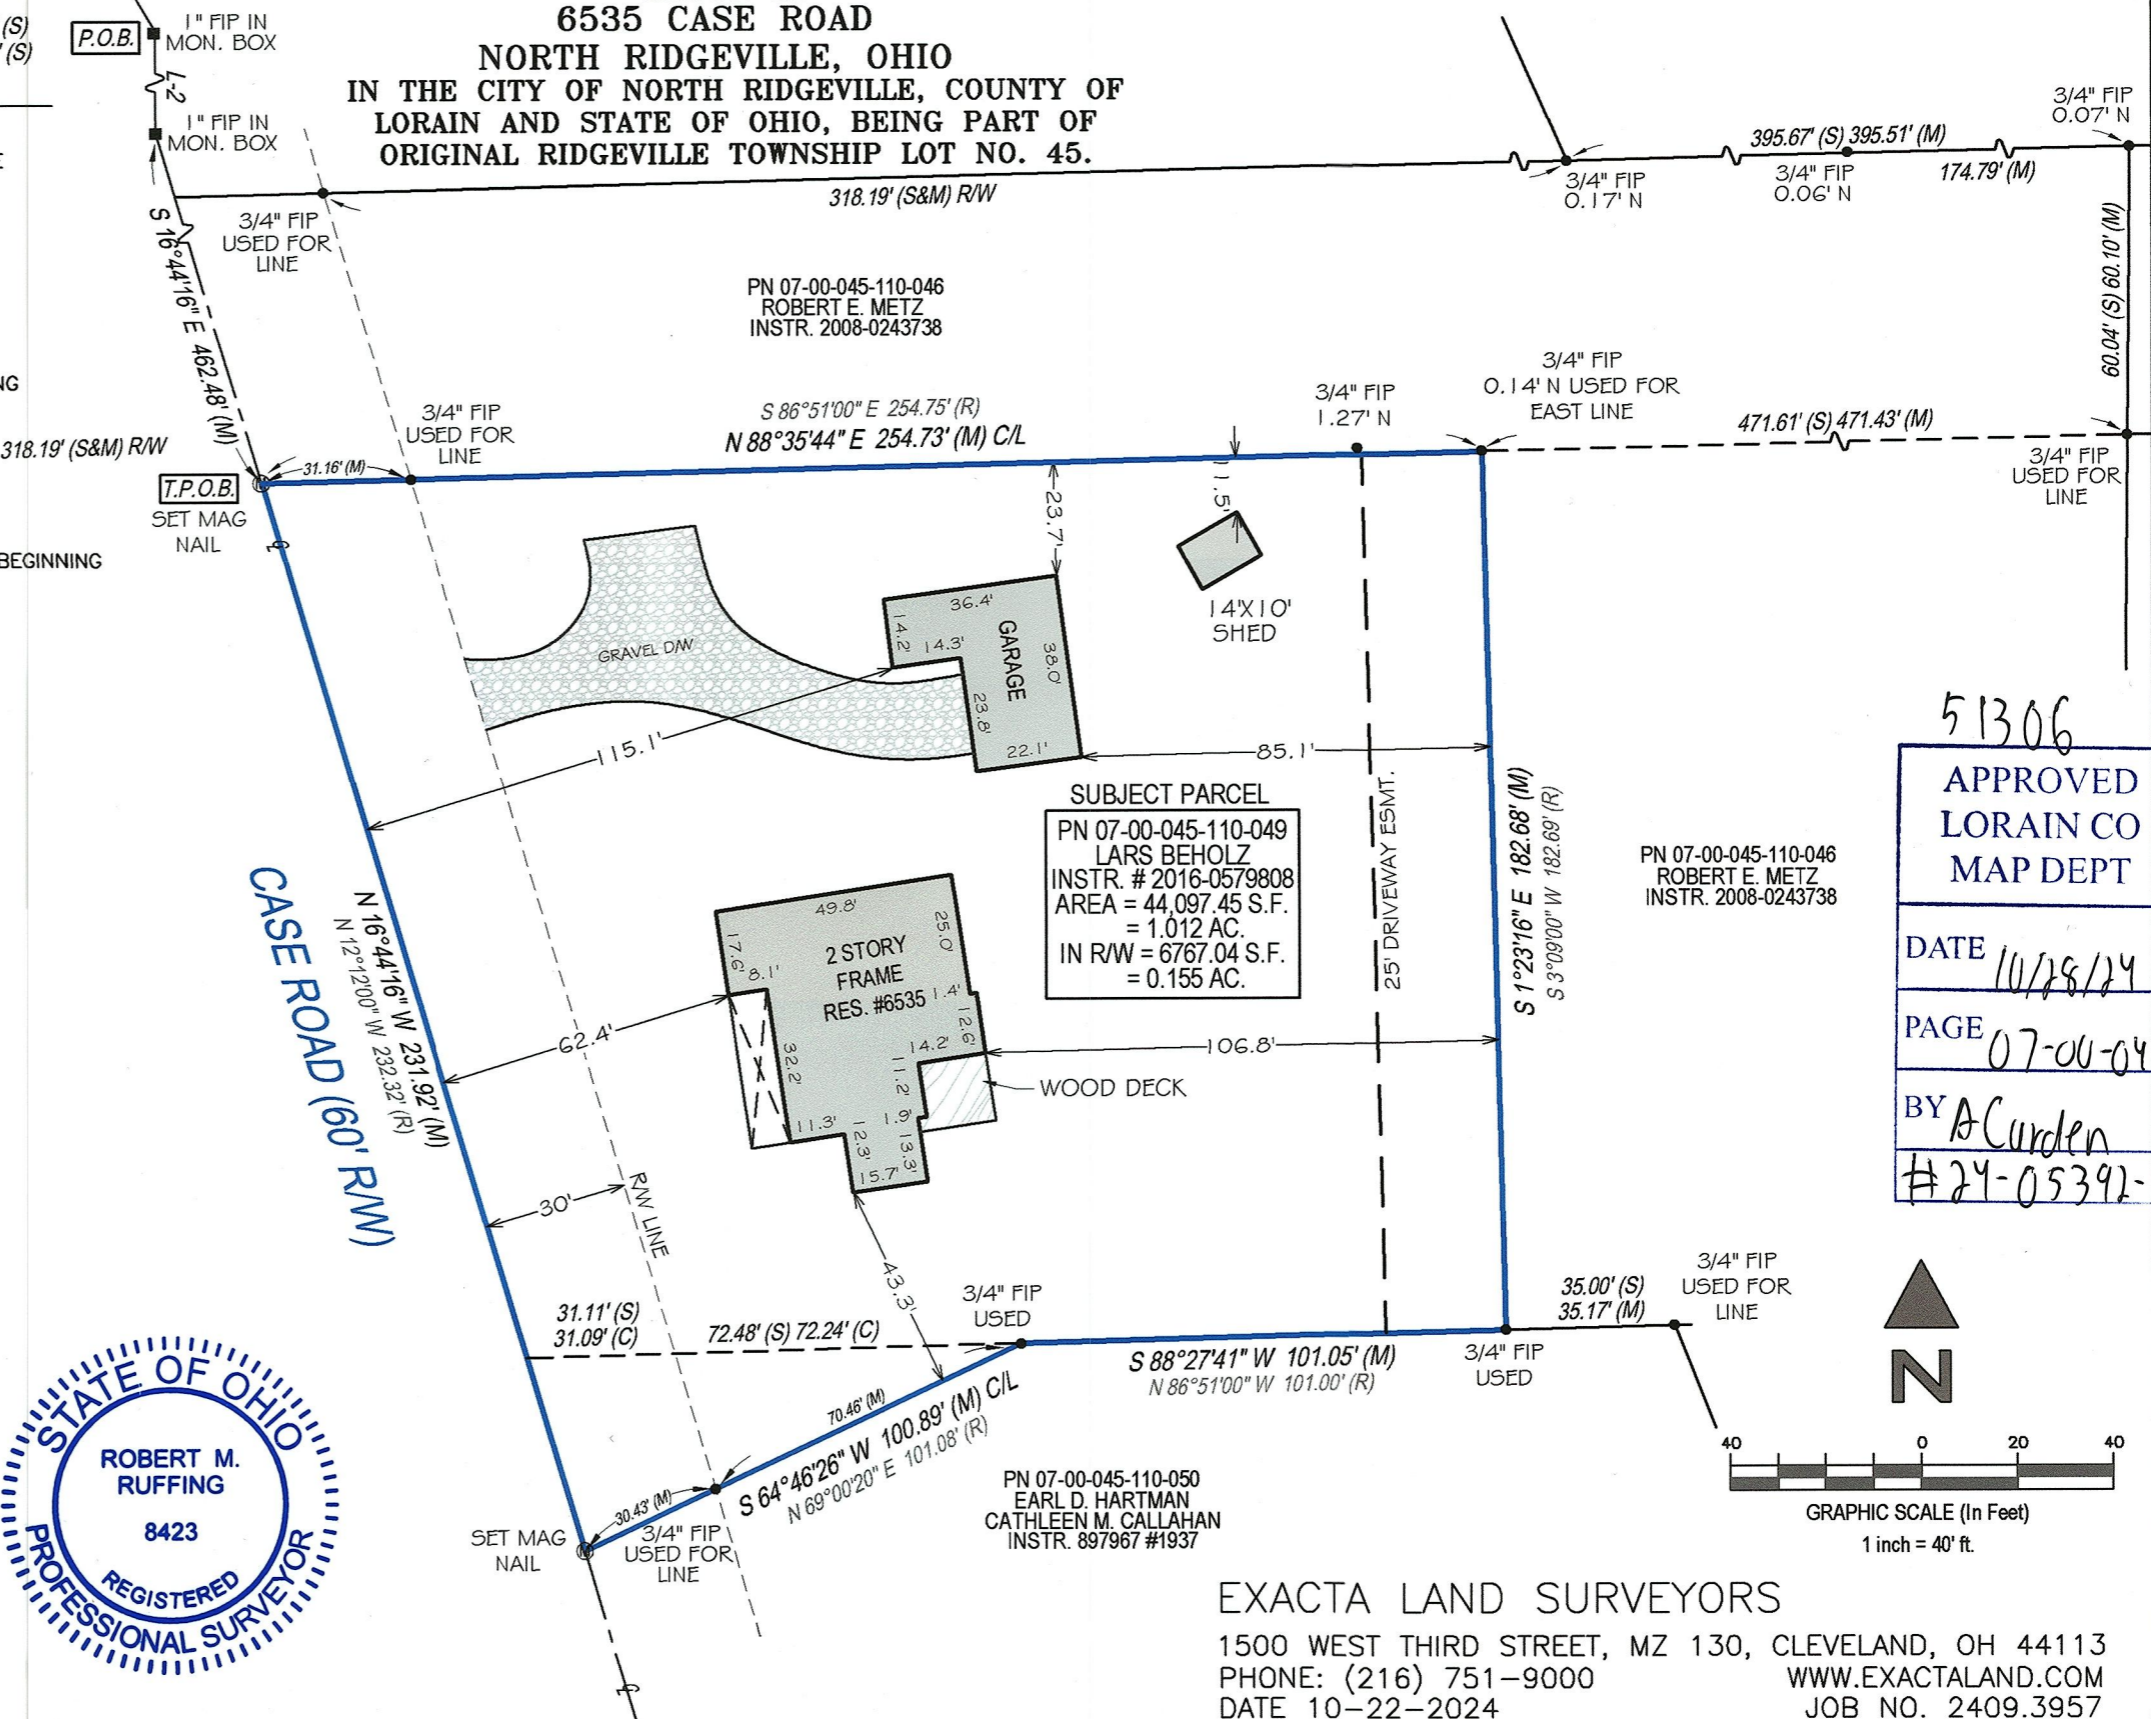 (S)
' (S)
P.O.B.
1" FIP IN
MON. BOX
L-2
1" FIP IN
MON. BOX
6535 CASE ROAD
NORTH RIDGEVILLE, OHIO
IN THE CITY OF NORTH RIDGEVILLE, COUNTY OF
LORAIN AND STATE OF OHIO, BEING PART OF
ORIGINAL RIDGEVILLE TOWNSHIP LOT NO. 45.
3/4" FIP
0.07' N
395.67' (S) 395.51' (M)
3/4" FIP
0.17' N
3/4" FIP
0.06' N
174.79' (M)
318.19' (S&M) R/W
3/4" FIP
USED FOR
LINE
S 16°44'16" E 462.48' (M)
60.04' (S) 60.10' (M)
PN 07-00-045-110-046
ROBERT E. METZ
INSTR. 2008-0243738
NG
318.19' (S&M) R/W
T.P.O.B.
SET MAG
NAIL
31.16' (M)
3/4" FIP
USED FOR
LINE
S 86°51'00" E 254.75' (R)
N 88°35'44" E 254.73' (M) C/L
3/4" FIP
1.27' N
3/4" FIP
0.14' N USED FOR
EAST LINE
471.61' (S) 471.43' (M)
3/4" FIP
USED FOR
LINE
BEGINNING
23.7'
11.5'
14'X10'
SHED
GRAVEL D/W
36.4'
14.2'
14.3'
GARAGE
38.0'
23.8'
22.1'
115.1'
85.1'
SUBJECT PARCEL
PN 07-00-045-110-049
LARS BEHOLZ
INSTR. # 2016-0579808
AREA = 44,097.45 S.F.
= 1.012 AC.
IN R/W = 6767.04 S.F.
= 0.155 AC.
25' DRIVEWAY ESMT.
S 1°23'16" E 182.68' (M)
S 3°09'00" W 182.69' (R)
PN 07-00-045-110-046
ROBERT E. METZ
INSTR. 2008-0243738
51306
APPROVED
LORAIN CO
MAP DEPT
DATE 10/28/24
PAGE 07-00-04
BY A Curden
#24-05392-
CASE ROAD (60' R/W)
N 16°44'16" W 231.92' (M)
N 12°12'00" W 232.32' (R)
49.8'
17.6'
8.1'
25.0'
2 STORY
FRAME
RES. #6535
1.4'
12.6'
14.2'
11.2'
32.2'
11.3'
1.9'
12.3'
13.3'
15.7'
62.4'
106.8'
WOOD DECK
30'
R/W LINE
43.3'
3/4" FIP
USED
31.11' (S)
31.09' (C)
72.48' (S) 72.24' (C)
S 88°27'41" W 101.05' (M)
N 86°51'00" W 101.00' (R)
3/4" FIP
USED
35.00' (S)
35.17' (M)
3/4" FIP
USED FOR
LINE
N
70.46' (M)
S 64°46'26" W 100.89' (M) C/L
N 69°00'20" E 101.08' (R)
30.43' (M)
SET MAG
NAIL
3/4" FIP
USED FOR
LINE
PN 07-00-045-110-050
EARL D. HARTMAN
CATHLEEN M. CALLAHAN
INSTR. 897967 #1937
40 0 20 40
GRAPHIC SCALE (In Feet)
1 inch = 40' ft.
STATE OF OHIO
ROBERT M.
RUFFING
8423
REGISTERED
PROFESSIONAL SURVEYOR
EXACTA LAND SURVEYORS
1500 WEST THIRD STREET, MZ 130, CLEVELAND, OH 44113
PHONE: (216) 751-9000 WWW.EXACTALAND.COM
DATE 10-22-2024 JOB NO. 2409.3957